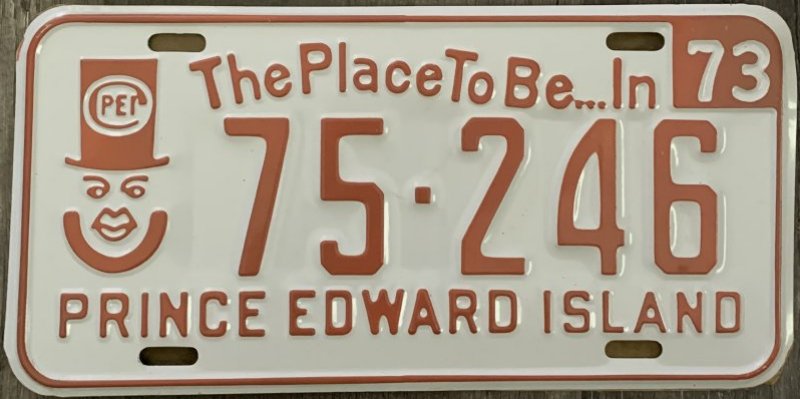 The Place To Be...In 73
PEI
75·246
PRINCE EDWARD ISLAND